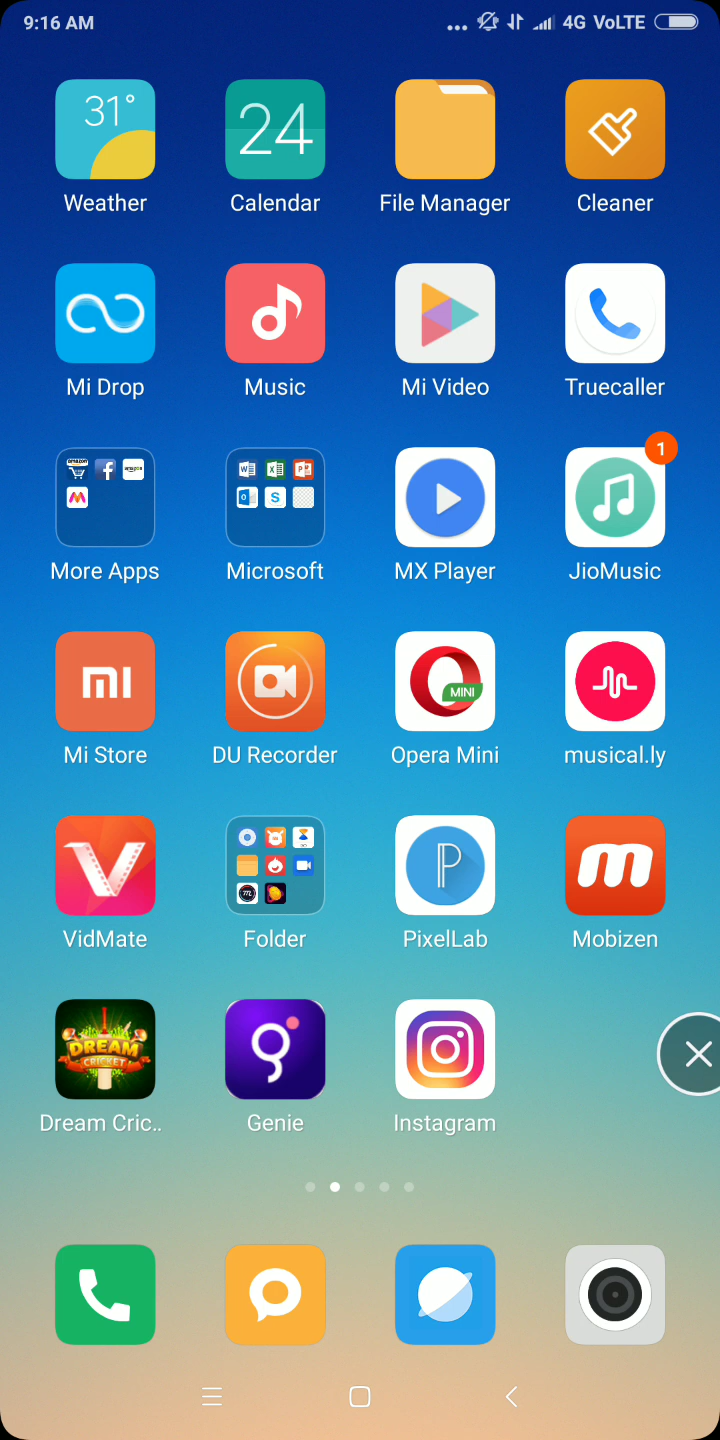 9:16 AM
... 4G VoLTE
31°
24
Weather
Calendar
File Manager
Cleaner
Mi Drop
Music
Mi Video
Truecaller
1
More Apps
Microsoft
MX Player
JioMusic
MINI
Mi Store
DU Recorder
Opera Mini
musical.ly
VidMate
Folder
PixelLab
Mobizen
DREAM
CRICKET
Dream Cric..
Genie
Instagram